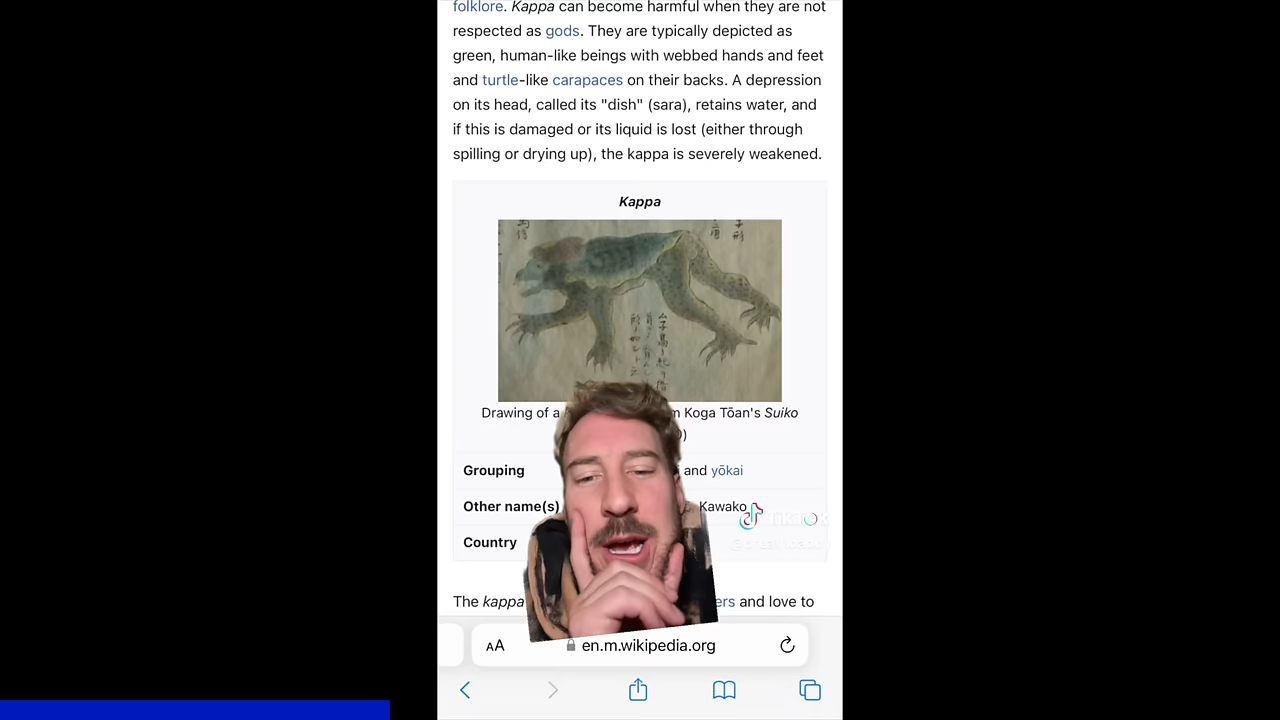 folklore. Kappa can become harmful when they are not
respected as gods. They are typically depicted as
green, human-like beings with webbed hands and feet
and turtle-like carapaces on their backs. A depression
on its head, called its "dish" (sara), retains water, and
if this is damaged or its liquid is lost (either through
spilling or drying up), the kappa is severely weakened.
Kappa
Drawing of a Koga Tōan's Suiko
Grouping and yōkai
Other name(s) Kawako
TikTok
Country
The kappa and love to
AA en.m.wikipedia.org